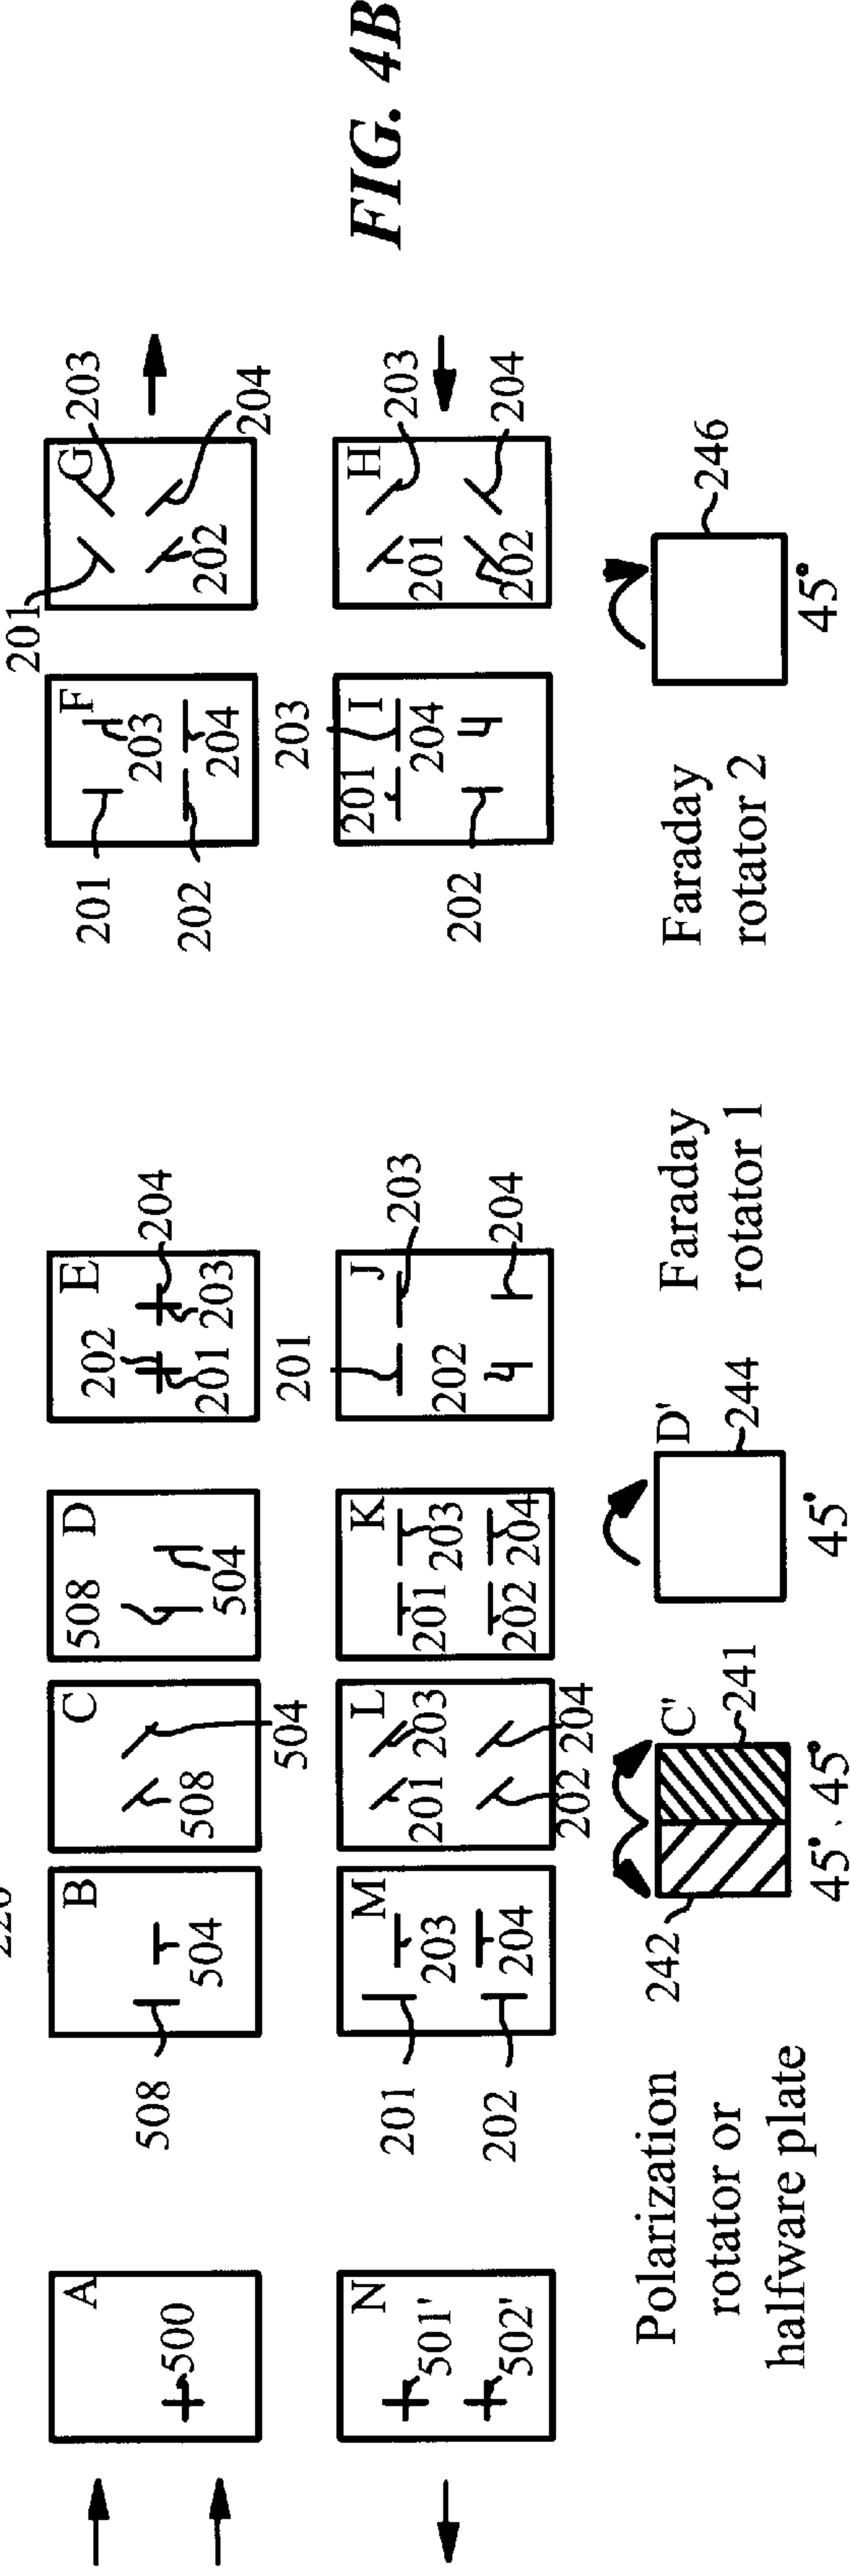 FIG. 4B
A
500
B
508
504
C
508
504
D
508
504
E
202
204
201
203
F
201
203
202
204
G
201
203
202
204
N
501'
502'
M
201
203
202
204
L
201
203
202
204
K
201
203
202
204
J
201
203
202
204
I
201
203
204
202
H
201
203
202
204
Polarization
rotator or
halfware plate
242
C'
241
45° 45°
D'
244
45°
Faraday
rotator 1
Faraday
rotator 2
246
45°